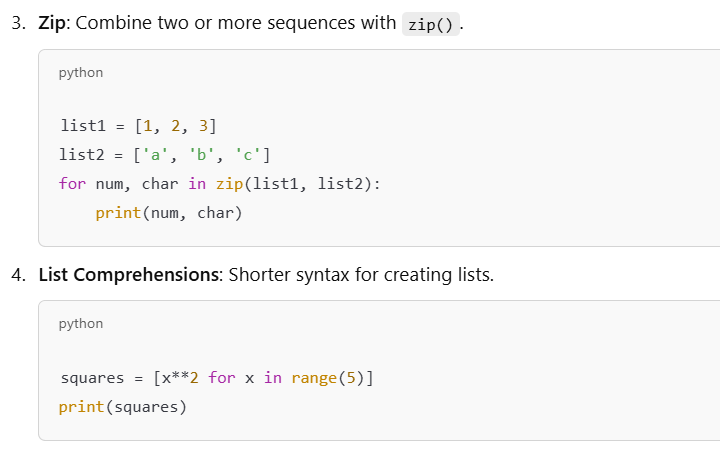 3. Zip: Combine two or more sequences with zip().
python
list1 = [1, 2, 3]
list2 = ['a', 'b', 'c']
for num, char in zip(list1, list2):
    print(num, char)
4. List Comprehensions: Shorter syntax for creating lists.
python
squares = [x**2 for x in range(5)]
print(squares)